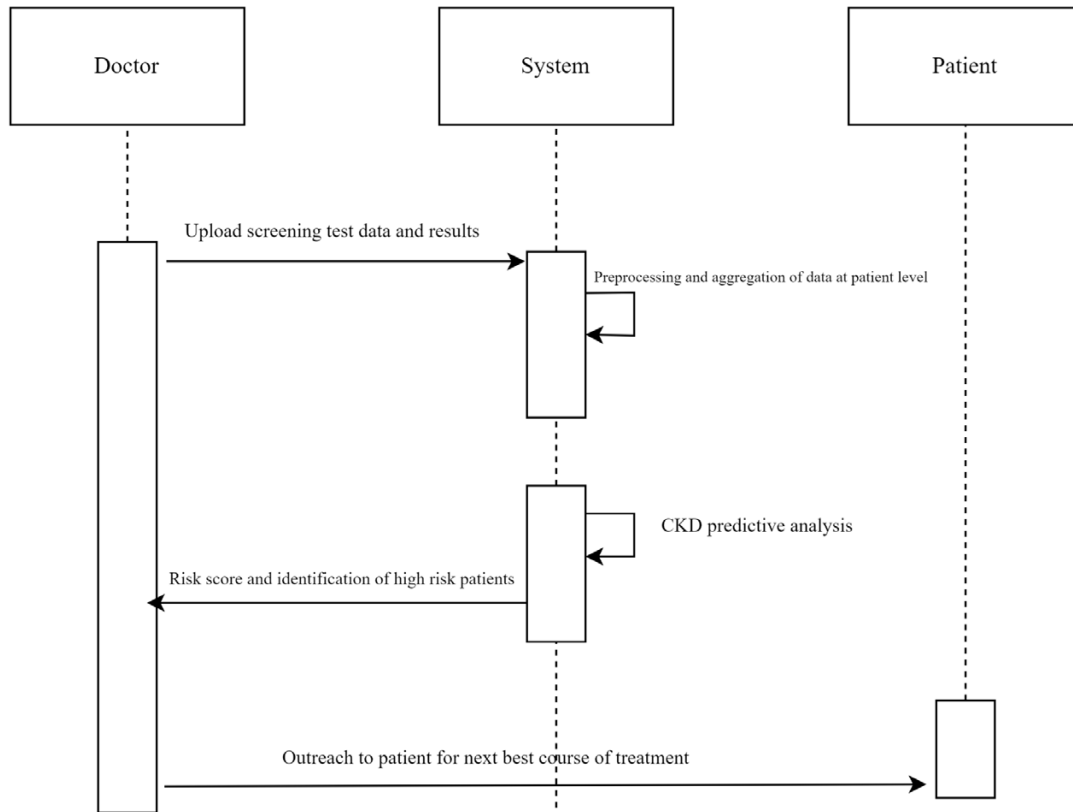 Doctor
System
Patient
Upload screening test data and results
Preprocessing and aggregation of data at patient level
CKD predictive analysis
Risk score and identification of high risk patients
Outreach to patient for next best course of treatment